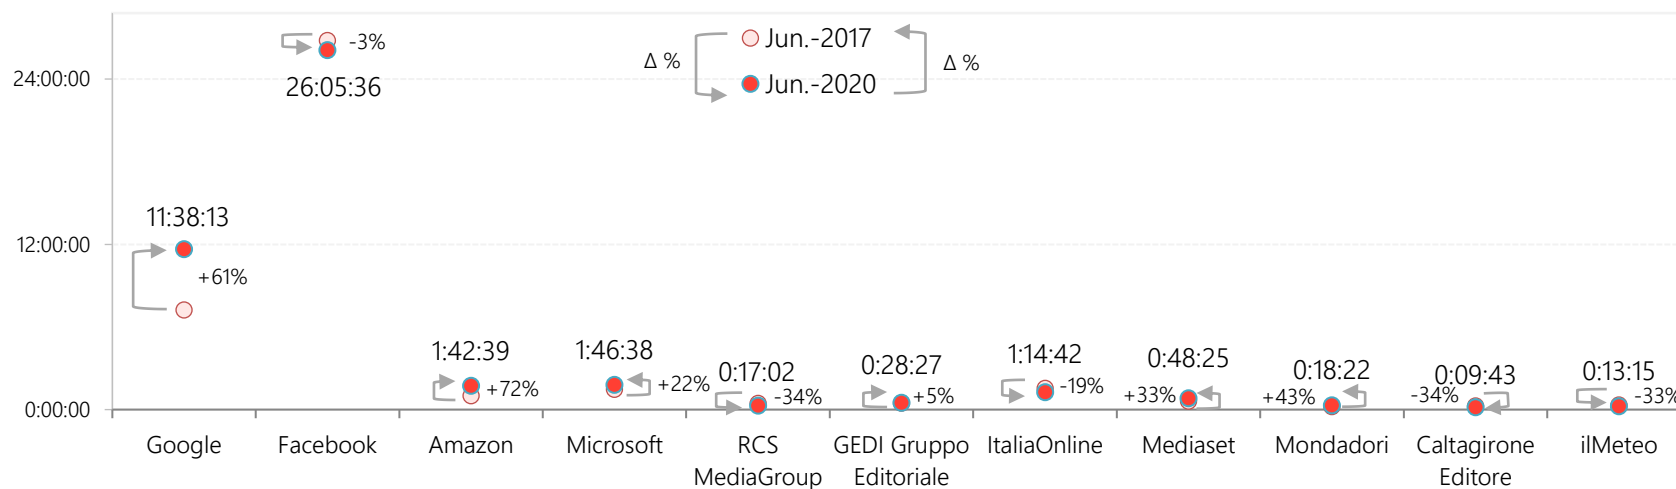 Jun.-2017
Jun.-2020
Δ %
Δ %
24:00:00
12:00:00
0:00:00
11:38:13
+61%
-3%
26:05:36
1:42:39
+72%
1:46:38
+22%
0:17:02
-34%
0:28:27
+5%
1:14:42
-19%
0:48:25
+33%
0:18:22
+43%
0:09:43
-34%
0:13:15
-33%
Google
Facebook
Amazon
Microsoft
RCS
MediaGroup
GEDI Gruppo
Editoriale
ItaliaOnline
Mediaset
Mondadori
Caltagirone
Editore
ilMeteo